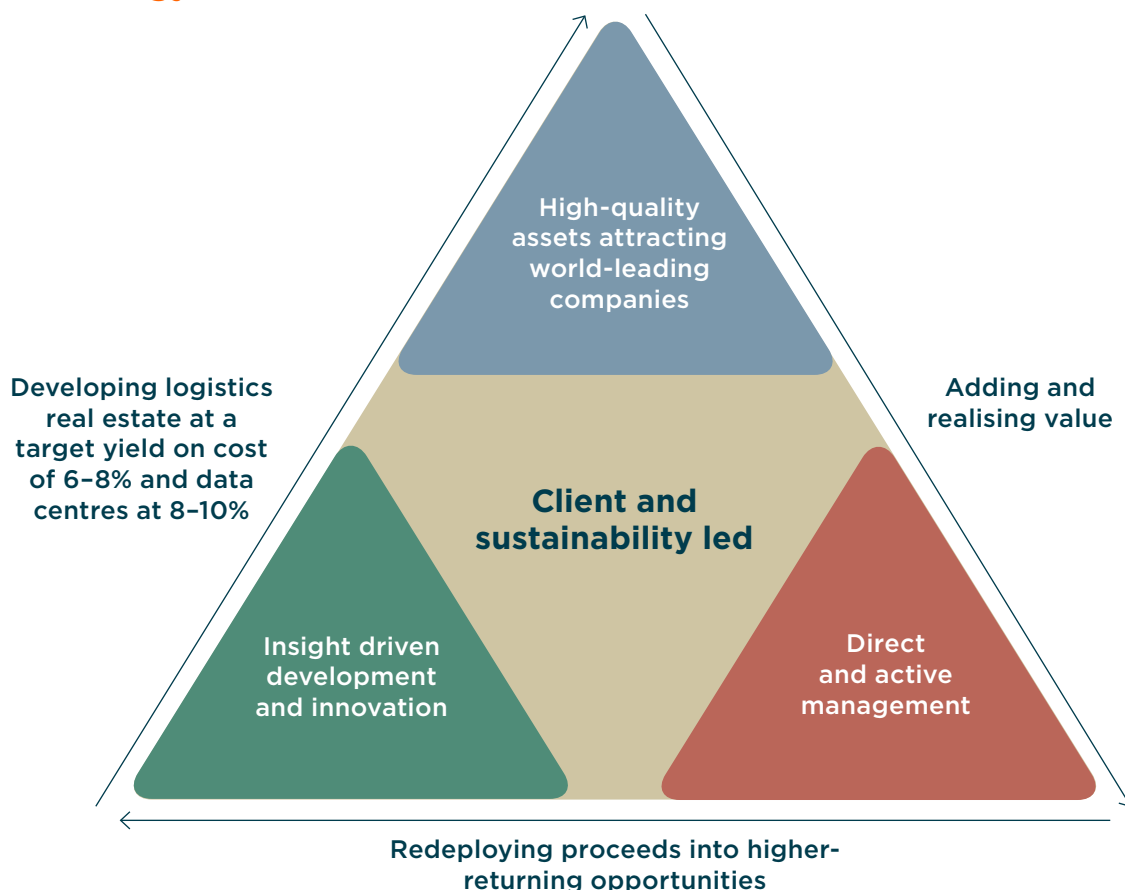 High-quality
assets attracting
world-leading
companies
Developing logistics
real estate at a
target yield on cost
of 6–8% and data
centres at 8–10%
Adding and
realising value
Client and
sustainability led
Insight driven
development
and innovation
Direct
and active
management
Redeploying proceeds into higher-
returning opportunities